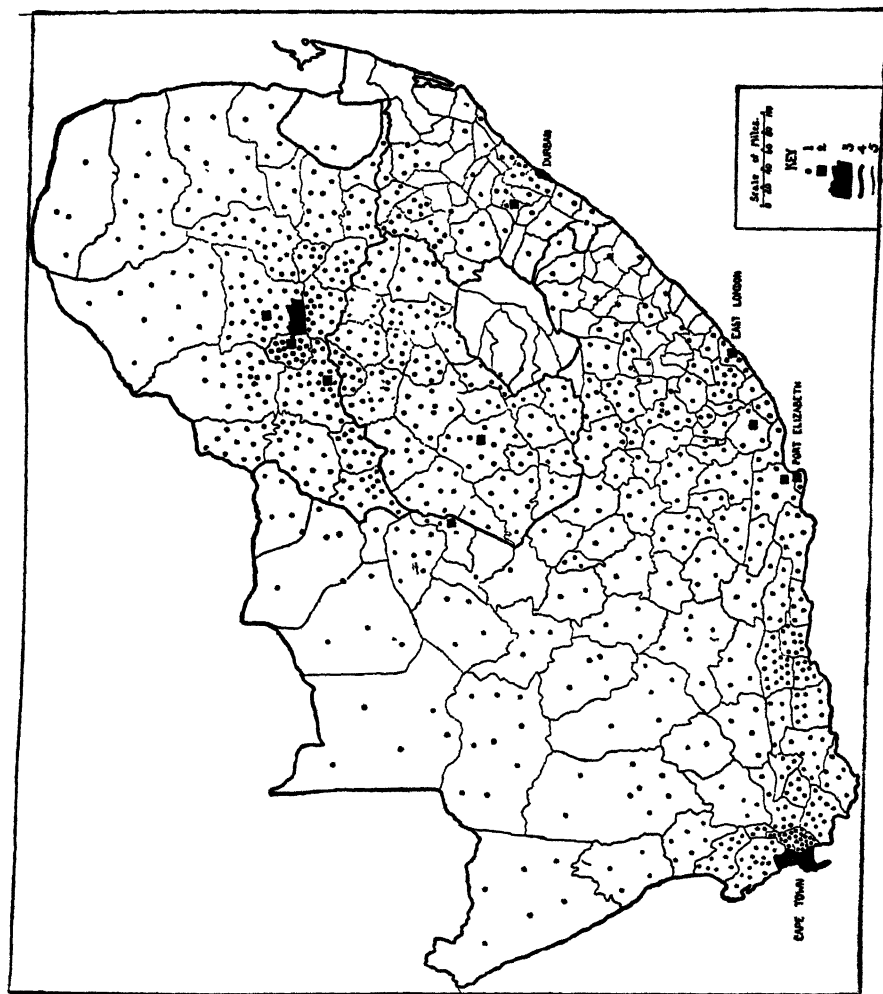 DURBAN
EAST LONDON
PORT ELIZABETH
CAPE TOWN
Scale of Miles.
KEY
1
2
3
4
5